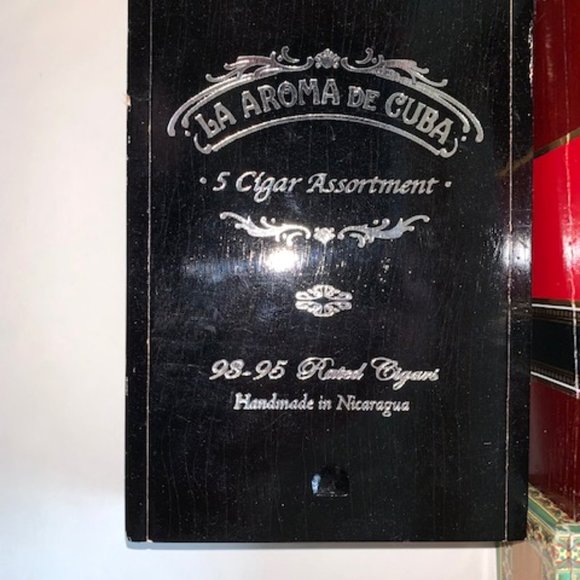 LA AROMA DE CUBA
· 5 Cigar Assortment ·
93-95 Rated Cigars
Handmade in Nicaragua